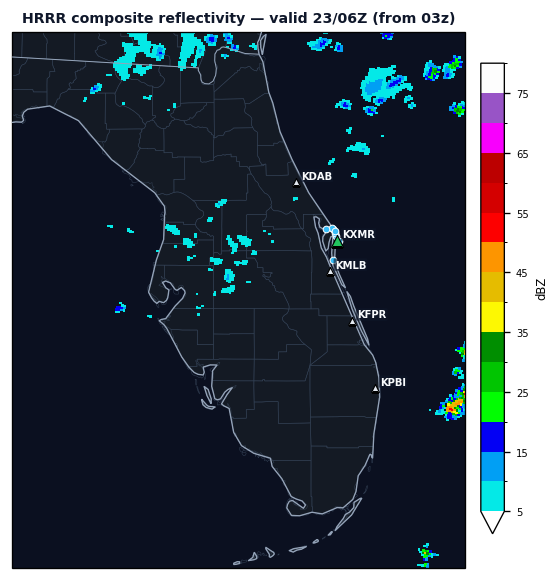 HRRR composite reflectivity — valid 23/06Z (from 03z)
KDAB
KXMR
KMLB
KFPR
KPBI
75
65
55
45
35
25
15
5
dBZ